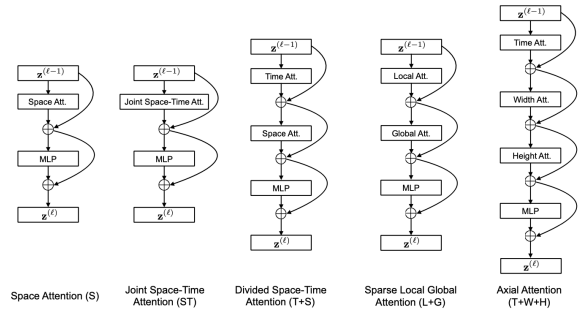 z^(ℓ−1)
Space Att.
MLP
z^(ℓ)
Space Attention (S)
z^(ℓ−1)
Joint Space-Time Att.
MLP
z^(ℓ)
Joint Space-Time
Attention (ST)
z^(ℓ−1)
Time Att.
Space Att.
MLP
z^(ℓ)
Divided Space-Time
Attention (T+S)
z^(ℓ−1)
Local Att.
Global Att.
MLP
z^(ℓ)
Sparse Local Global
Attention (L+G)
z^(ℓ−1)
Time Att.
Width Att.
Height Att.
MLP
z^(ℓ)
Axial Attention
(T+W+H)